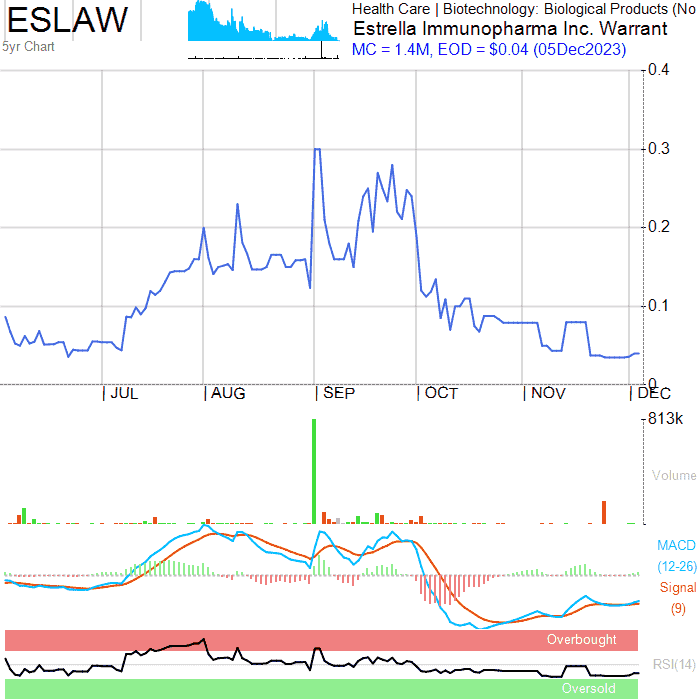 ESLAW
5yr Chart
Health Care | Biotechnology: Biological Products (No
Estrella Immunopharma Inc. Warrant
MC = 1.4M, EOD = $0.04 (05Dec2023)
0.4
0.3
0.2
0.1
0
| JUL | AUG | SEP | OCT | NOV | DEC
813k
Volume
MACD
(12-26)
Signal
(9)
Overbought
RSI(14)
Oversold